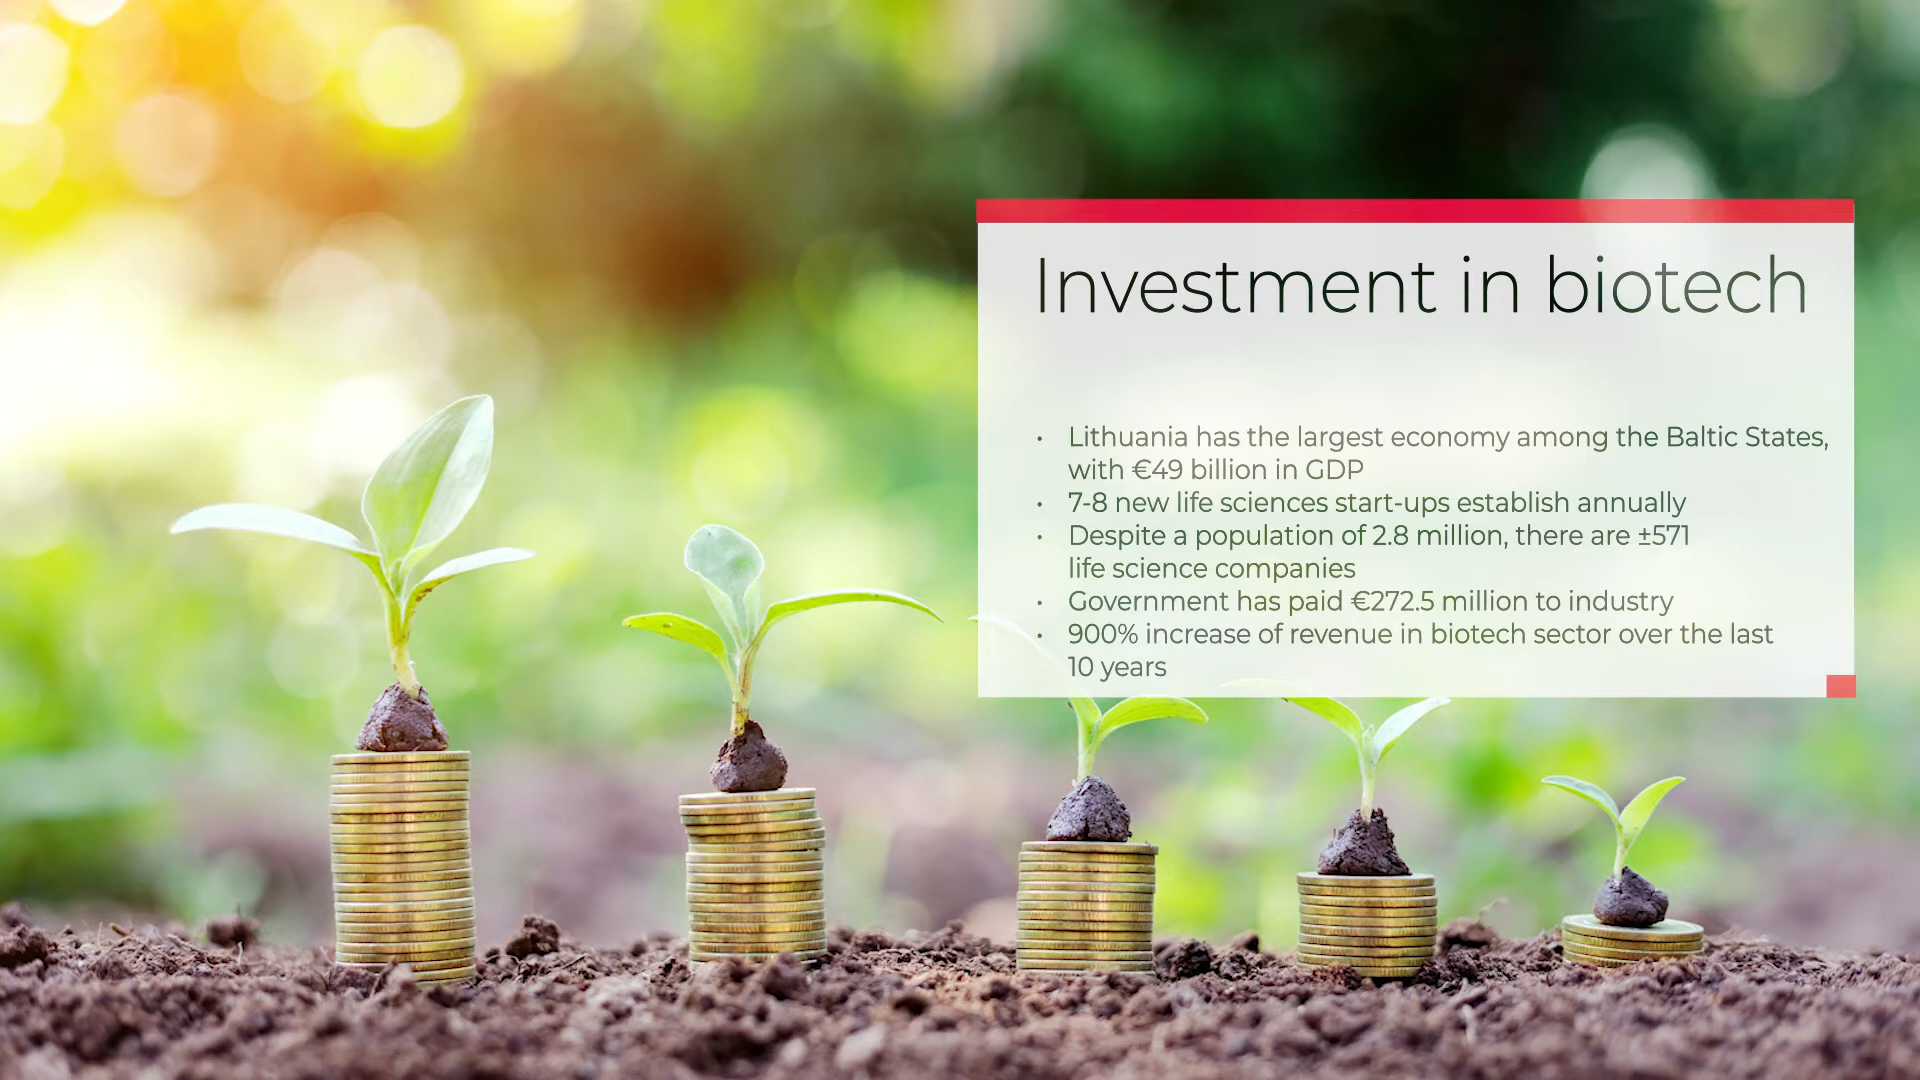 Investment in biotech
• Lithuania has the largest economy among the Baltic States,
with €49 billion in GDP
• 7-8 new life sciences start-ups establish annually
• Despite a population of 2.8 million, there are ±571
life science companies
• Government has paid €272.5 million to industry
• 900% increase of revenue in biotech sector over the last
10 years